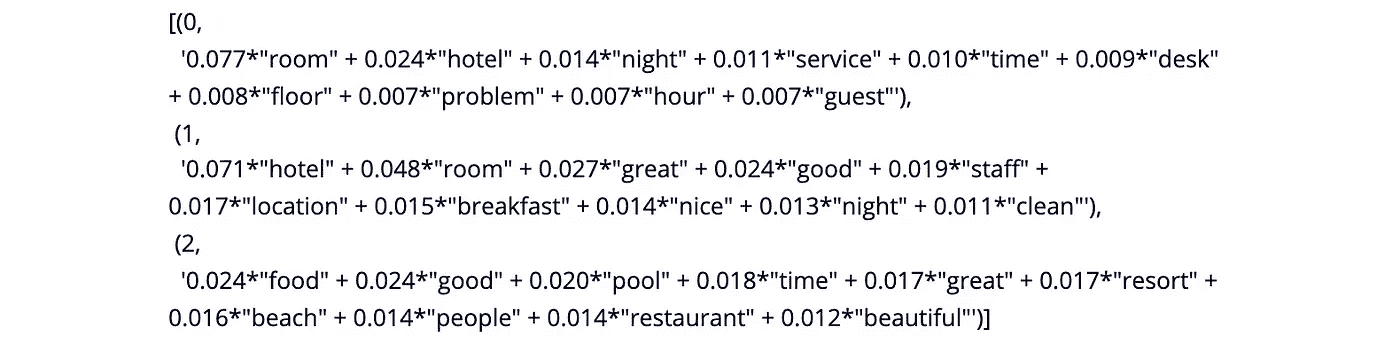 [(0,
'0.077*"room" + 0.024*"hotel" + 0.014*"night" + 0.011*"service" + 0.010*"time" + 0.009*"desk"
+ 0.008*"floor" + 0.007*"problem" + 0.007*"hour" + 0.007*"guest"'),
(1,
'0.071*"hotel" + 0.048*"room" + 0.027*"great" + 0.024*"good" + 0.019*"staff" +
0.017*"location" + 0.015*"breakfast" + 0.014*"nice" + 0.013*"night" + 0.011*"clean"'),
(2,
'0.024*"food" + 0.024*"good" + 0.020*"pool" + 0.018*"time" + 0.017*"great" + 0.017*"resort" +
0.016*"beach" + 0.014*"people" + 0.014*"restaurant" + 0.012*"beautiful"')]